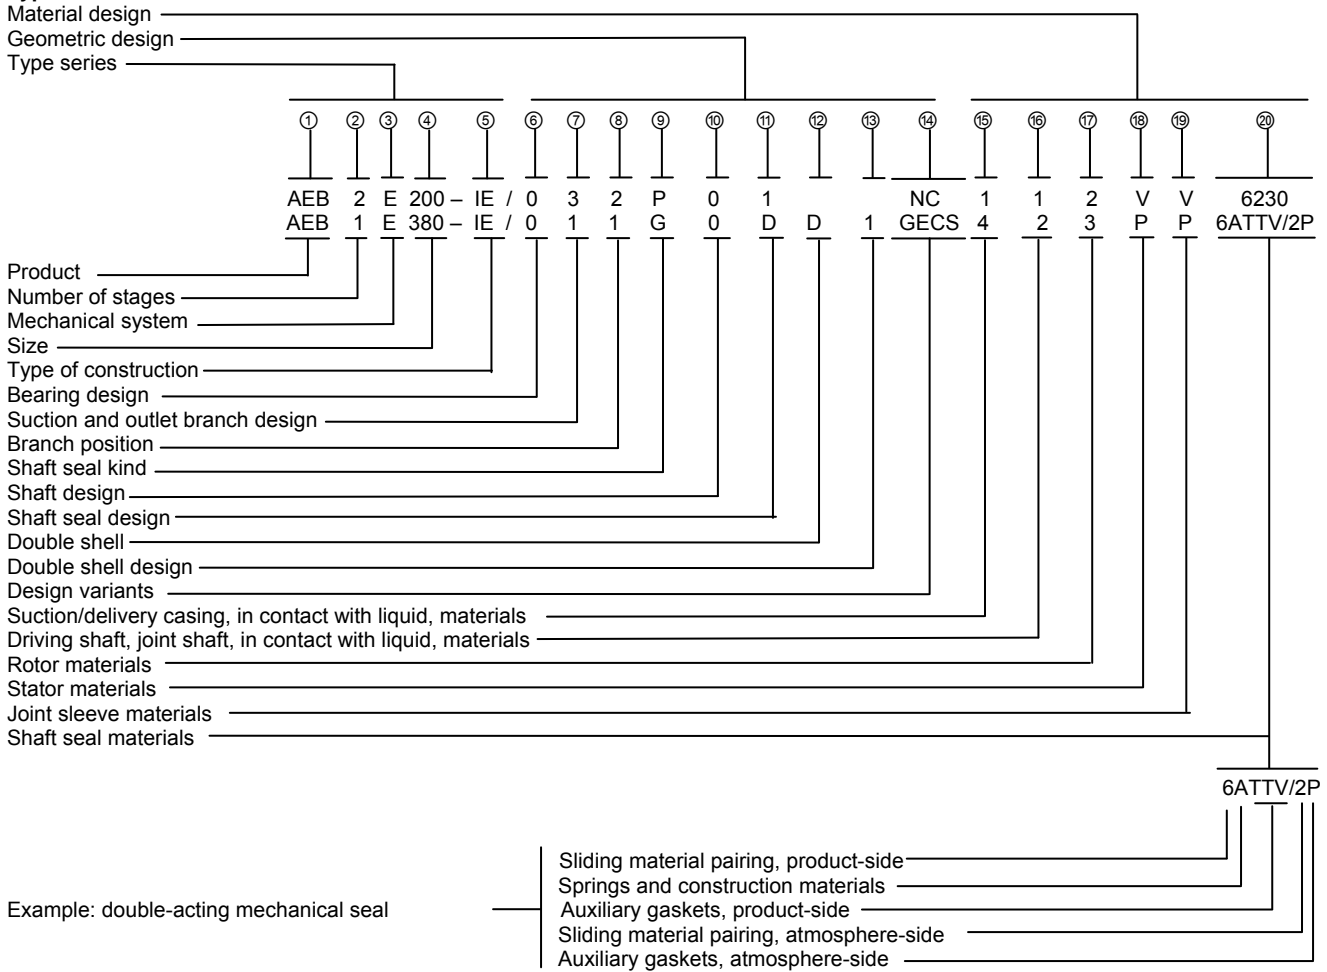 Material design
Geometric design
Type series
① ② ③ ④ ⑤ ⑥ ⑦ ⑧ ⑨ ⑩ ⑪ ⑫ ⑬ ⑭ ⑮ ⑯ ⑰ ⑱ ⑲ ⑳
AEB 2 E 200 – IE / 0 3 2 P 0 1 NC 1 1 2 V V 6230
AEB 1 E 380 – IE / 0 1 1 G 0 D D 1 GECS 4 2 3 P P 6ATTV/2P
Product
Number of stages
Mechanical system
Size
Type of construction
Bearing design
Suction and outlet branch design
Branch position
Shaft seal kind
Shaft design
Shaft seal design
Double shell
Double shell design
Design variants
Suction/delivery casing, in contact with liquid, materials
Driving shaft, joint shaft, in contact with liquid, materials
Rotor materials
Stator materials
Joint sleeve materials
Shaft seal materials
6ATTV/2P
Sliding material pairing, product-side
Springs and construction materials
Example: double-acting mechanical seal
Auxiliary gaskets, product-side
Sliding material pairing, atmosphere-side
Auxiliary gaskets, atmosphere-side